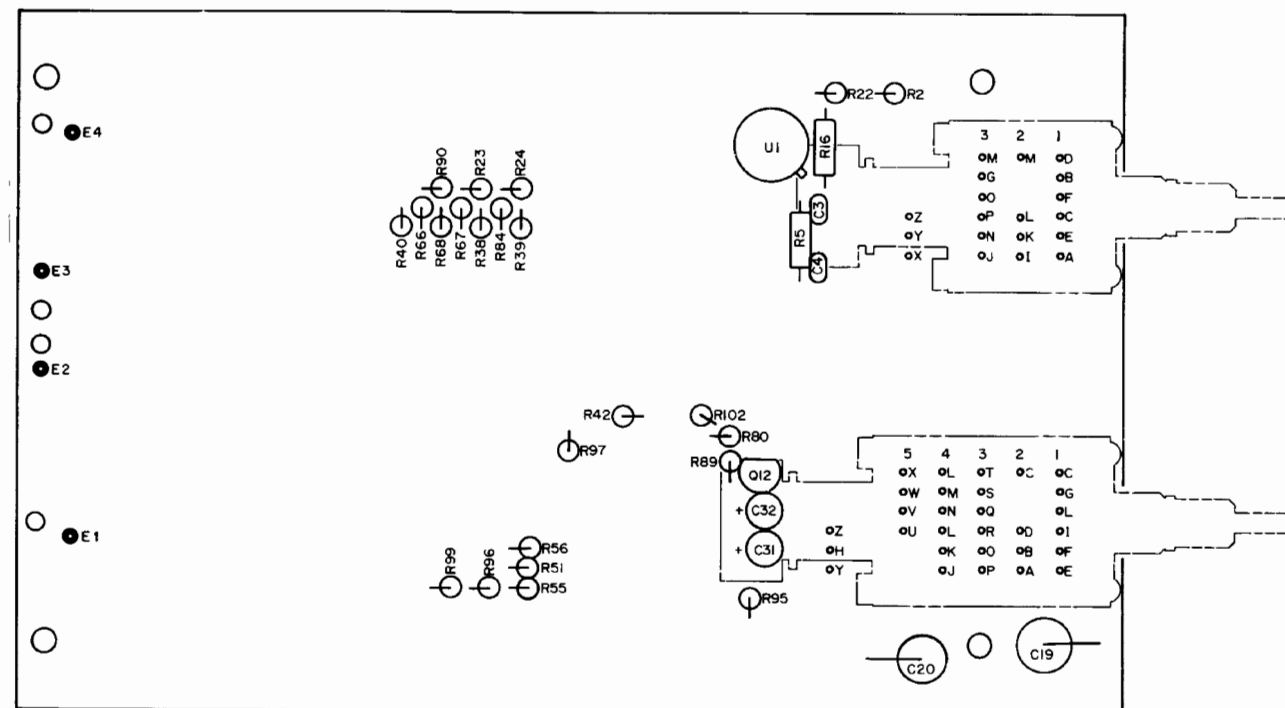 R22 R2
E4
U1
R16
3 2 1
M M D
G B
O F
P L C
N K E
J I A
Z
Y
X
R90 R23 R24
C3
R5
C4
R40 R66 R68 R67 R38 R84 R39
E3
E2
R42 R102
R80
R97
R89 Q12
+ C32
+ C31
5 4 3 2 1
X L T C C
W M S G
V N Q L
U L R D I
K O B F
J P A E
Z
H
Y
E1
R99 R96 R56
R51
R55
R95
C20 C19